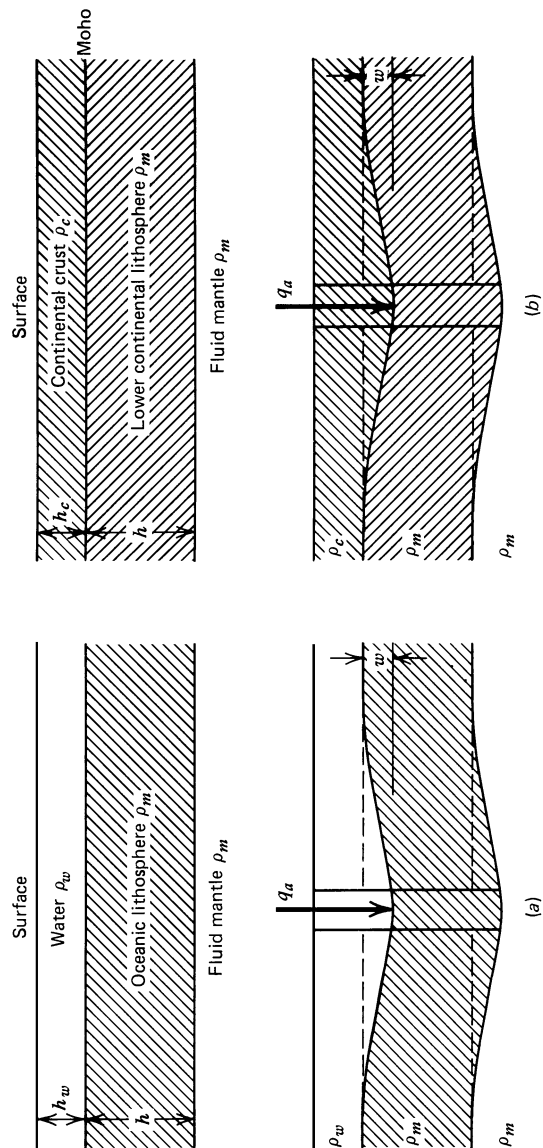 Surface
Water ρw
hw
Oceanic lithosphere ρm
h
Fluid mantle ρm
qa
w
ρw
ρm
ρm
(a)
Surface
Continental crust ρc
hc
Moho
Lower continental lithosphere ρm
h
Fluid mantle ρm
qa
w
ρc
ρm
ρm
(b)